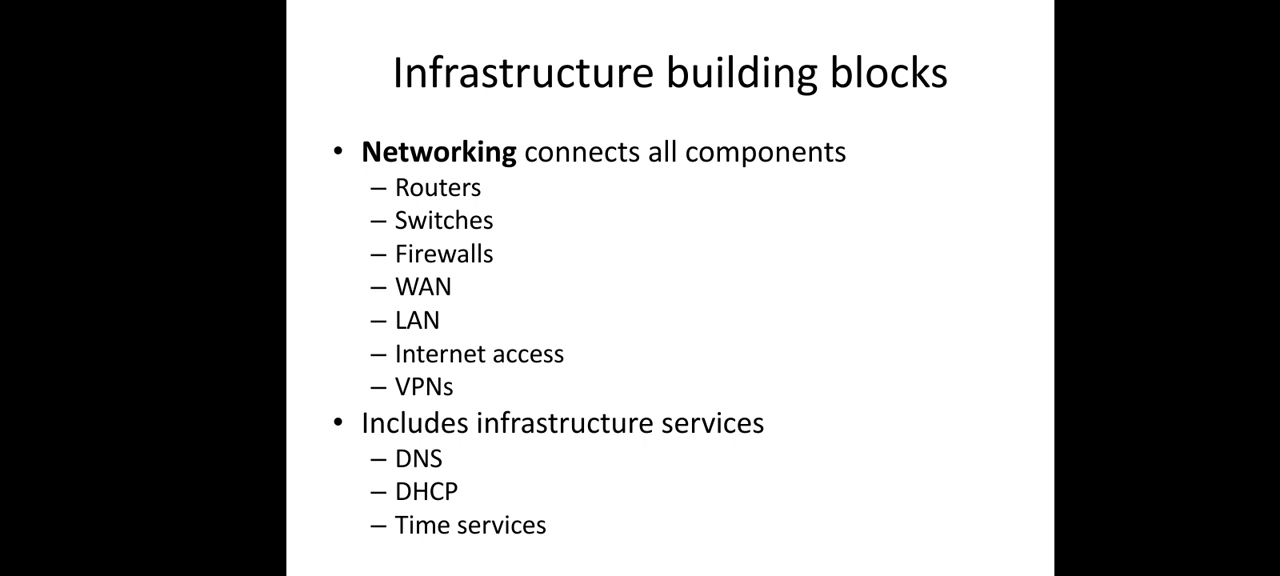 Infrastructure building blocks
• Networking connects all components
– Routers
– Switches
– Firewalls
– WAN
– LAN
– Internet access
– VPNs
• Includes infrastructure services
– DNS
– DHCP
– Time services